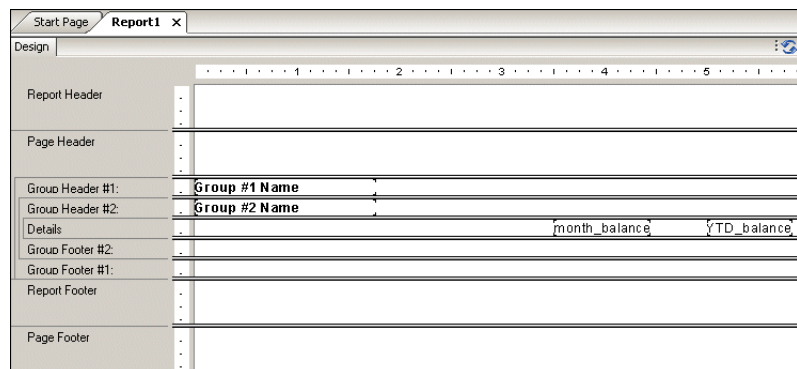 Start Page Report1 ×
Design
1 2 3 4 5
Report Header
Page Header
Group Header #1: Group #1 Name
Group Header #2: Group #2 Name
Details month_balance YTD_balance
Group Footer #2:
Group Footer #1:
Report Footer
Page Footer